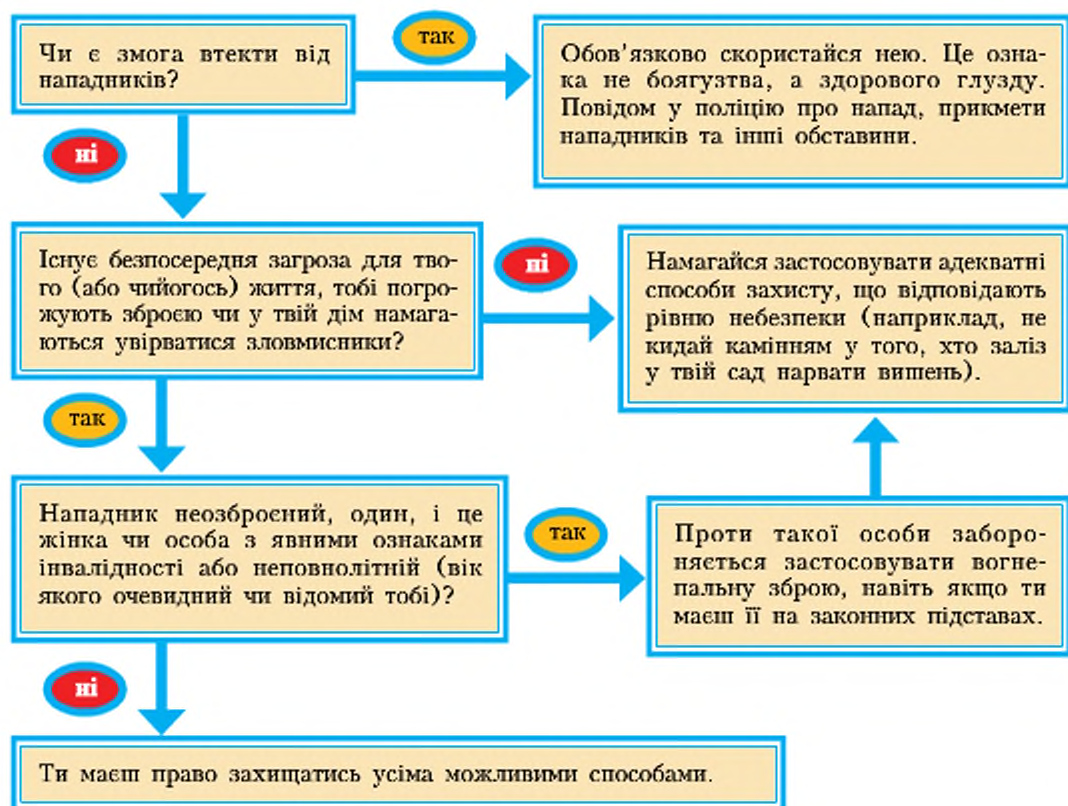 Чи є змога втекти від
нападників?
так
Обов’язково скористайся нею. Це озна-
ка не боягузтва, а здорового глузду.
Повідом у поліцію про напад, прикмети
нападників та інші обставини.
ні
Існує безпосередня загроза для тво-
го (або чийогось) життя, тобі погро-
жують зброєю чи у твій дім намага-
ються увірватися зловмисники?
ні
Намагайся застосовувати адекватні
способи захисту, що відповідають
рівню небезпеки (наприклад, не
кидай камінням у того, хто заліз
у твій сад нарвати вишень).
так
Нападник неозброєний, один, і це
жінка чи особа з явними ознаками
інвалідності або неповнолітній (вік
якого очевидний чи відомий тобі)?
так
Проти такої особи заборо-
няється застосовувати вогне-
пальну зброю, навіть якщо ти
маєш її на законних підставах.
ні
Ти маєш право захищатись усіма можливими способами.